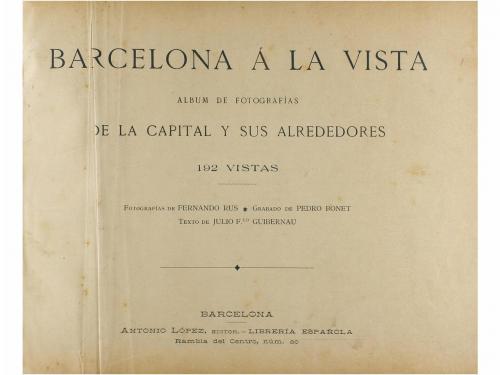 BARCELONA Á LA VISTA
ALBUM DE FOTOGRAFÍAS
DE LA CAPITAL Y SUS ALREDEDORES
192 VISTAS
FOTOGRAFÍAS DE FERNANDO RUS ★ GRABADO DE PEDRO BONET
TEXTO DE JULIO F.CO GUIBERNAU
BARCELONA
ANTONIO LÓPEZ, EDITOR.—LIBRERÍA ESPAÑOLA
Rambla del Centro, núm. 20